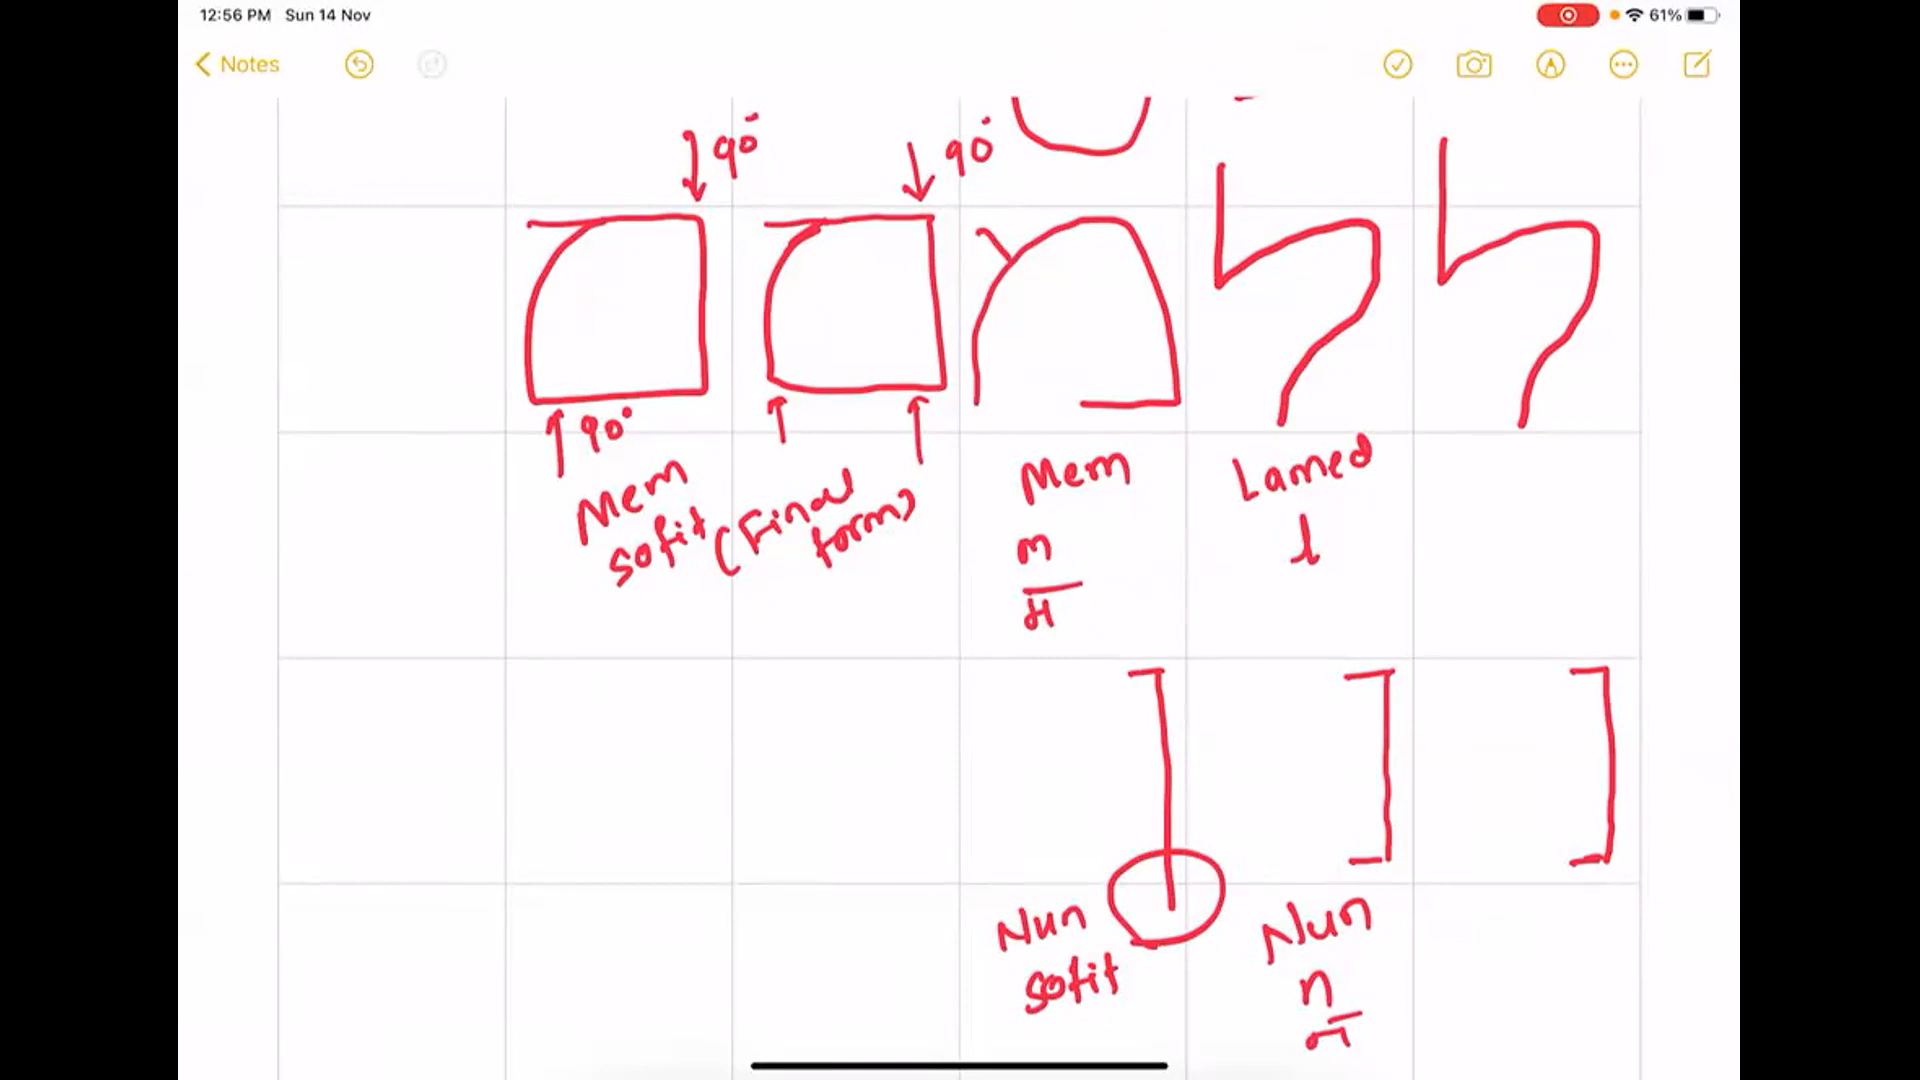 12:56 PM Sun 14 Nov
61%
Notes
90° 90°
ם ם מ ל ל
90°
Mem sofit (Final form)
Mem
m
Lamed
l
ן נ נ
Nun sofit
Nun
n